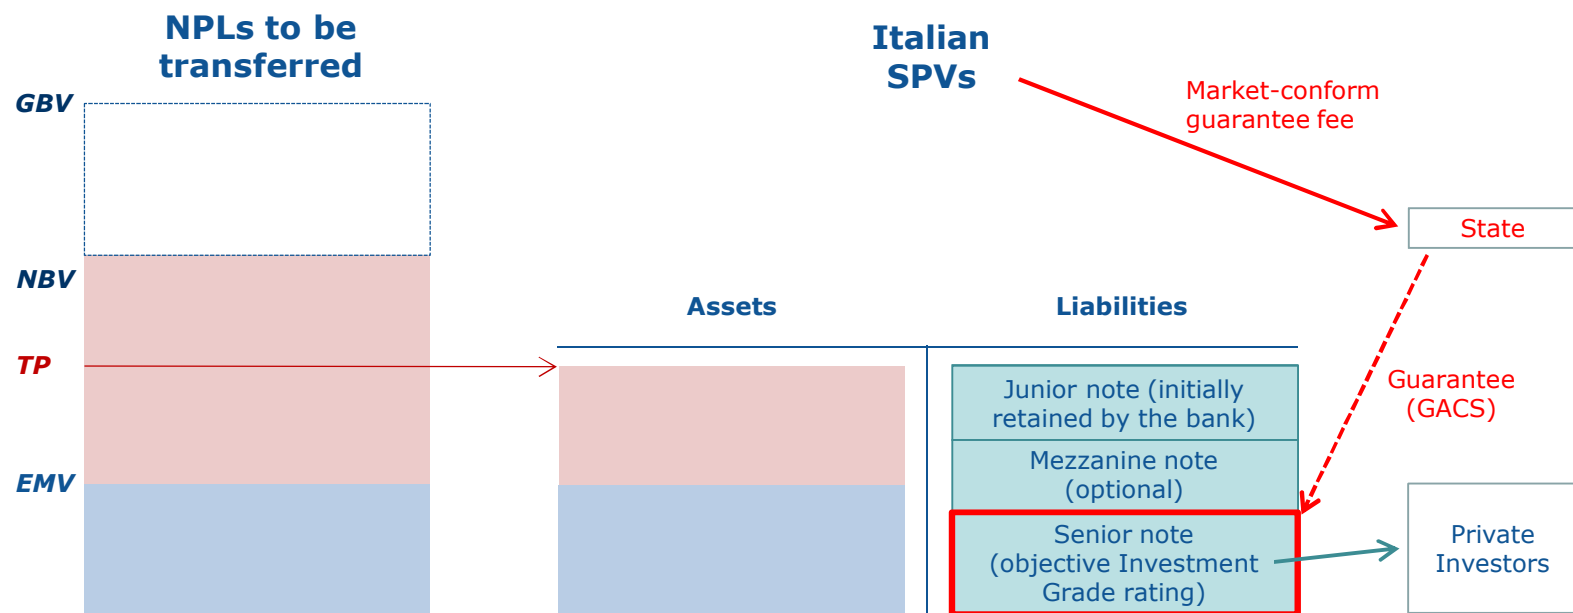 NPLs to be
transferred
Italian
SPVs
GBV
Market-conform
guarantee fee
State
NBV
Assets
Liabilities
TP
Junior note (initially
retained by the bank)
Guarantee
(GACS)
Mezzanine note
(optional)
EMV
Senior note
(objective Investment
Grade rating)
Private
Investors